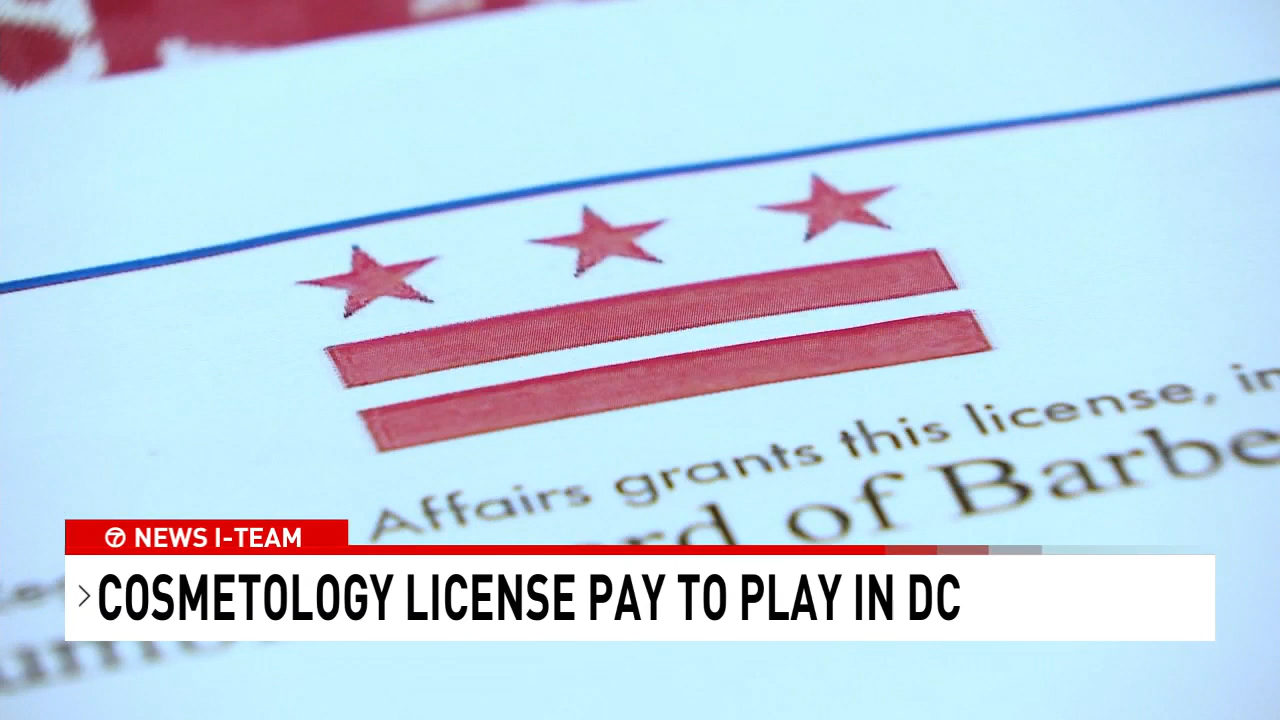 Affairs grants this license, in
of Barbe
7 NEWS I-TEAM
COSMETOLOGY LICENSE PAY TO PLAY IN DC